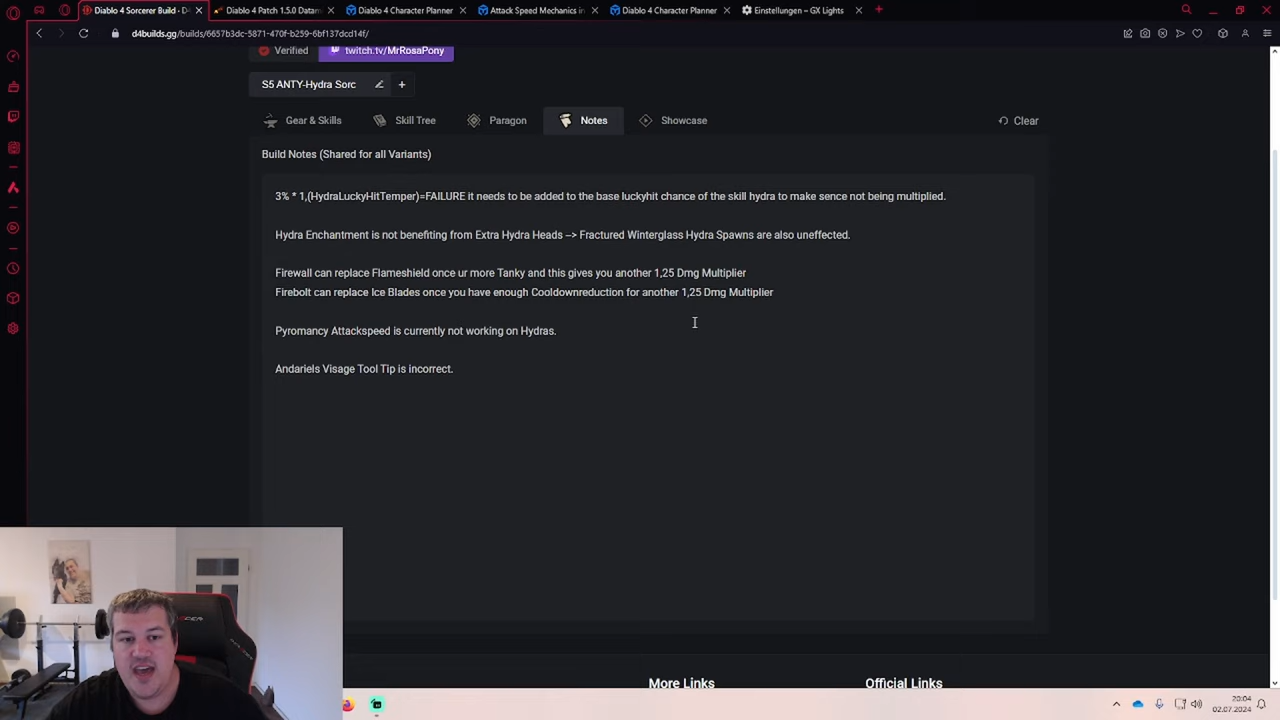 Diablo 4 Sorcerer Build - D4
Diablo 4 Patch 1.5.0 Datam
Diablo 4 Character Planner
Attack Speed Mechanics in
Diablo 4 Character Planner
Einstellungen – GX Lights
d4builds.gg/builds/6657b3dc-5871-470f-b259-6bf137dcd14f/
Verified
twitch.tv/MrRosaPony
S5 ANTY-Hydra Sorc
Gear & Skills
Skill Tree
Paragon
Notes
Showcase
Clear
Build Notes (Shared for all Variants)
3% * 1,(HydraLuckyHitTemper)=FAILURE it needs to be added to the base luckyhit chance of the skill hydra to make sence not being multiplied.
Hydra Enchantment is not benefiting from Extra Hydra Heads --> Fractured Winterglass Hydra Spawns are also uneffected.
Firewall can replace Flameshield once ur more Tanky and this gives you another 1,25 Dmg Multiplier
Firebolt can replace Ice Blades once you have enough Cooldownreduction for another 1,25 Dmg Multiplier
Pyromancy Attackspeed is currently not working on Hydras.
Andariels Visage Tool Tip is incorrect.
More Links
Official Links
20:04
02.07.2024